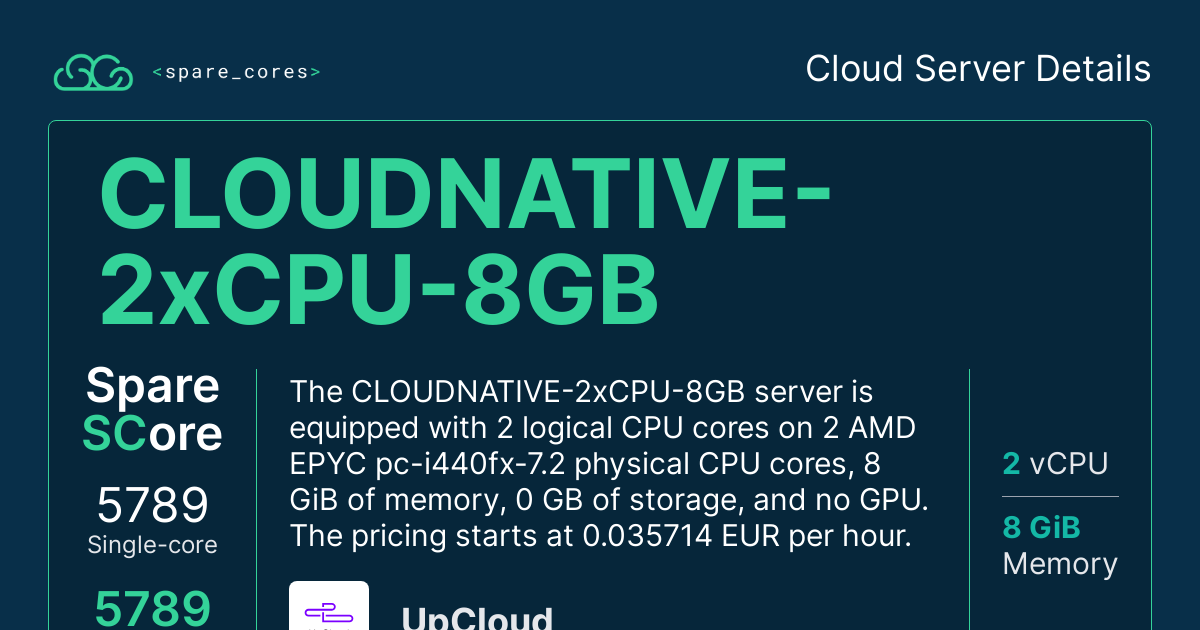 <spare_cores>
Cloud Server Details
CLOUDNATIVE-
2xCPU-8GB
Spare
SCore
5789
Single-core
5789
The CLOUDNATIVE-2xCPU-8GB server is
equipped with 2 logical CPU cores on 2 AMD
EPYC pc-i440fx-7.2 physical CPU cores, 8
GiB of memory, 0 GB of storage, and no GPU.
The pricing starts at 0.035714 EUR per hour.
UpCloud
2 vCPU
8 GiB
Memory